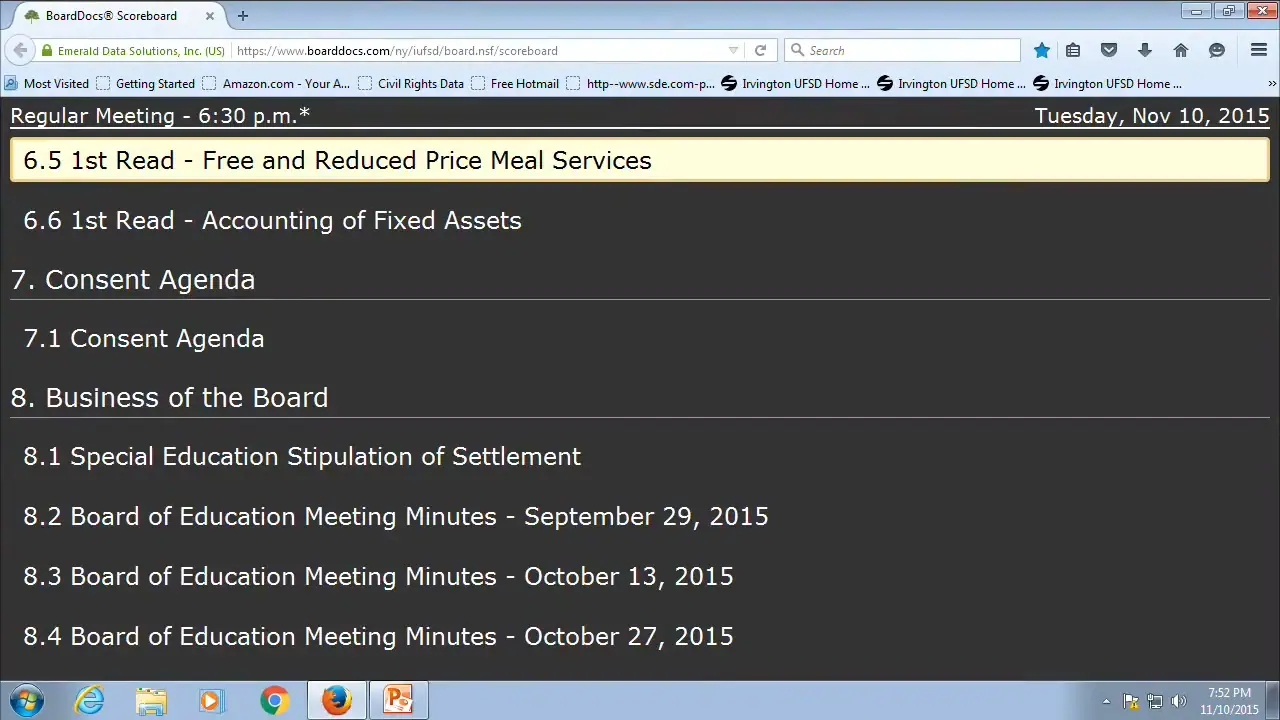 BoardDocs® Scoreboard
Emerald Data Solutions, Inc. (US)
https://www.boarddocs.com/ny/iufsd/board.nsf/scoreboard
Search
Most Visited
Getting Started
Amazon.com - Your A...
Civil Rights Data
Free Hotmail
http--www.sde.com-p...
Irvington UFSD Home ...
Irvington UFSD Home ...
Irvington UFSD Home ...
Regular Meeting - 6:30 p.m.*
Tuesday, Nov 10, 2015
6.5 1st Read - Free and Reduced Price Meal Services
6.6 1st Read - Accounting of Fixed Assets
7. Consent Agenda
7.1 Consent Agenda
8. Business of the Board
8.1 Special Education Stipulation of Settlement
8.2 Board of Education Meeting Minutes - September 29, 2015
8.3 Board of Education Meeting Minutes - October 13, 2015
8.4 Board of Education Meeting Minutes - October 27, 2015
7:52 PM
11/10/2015